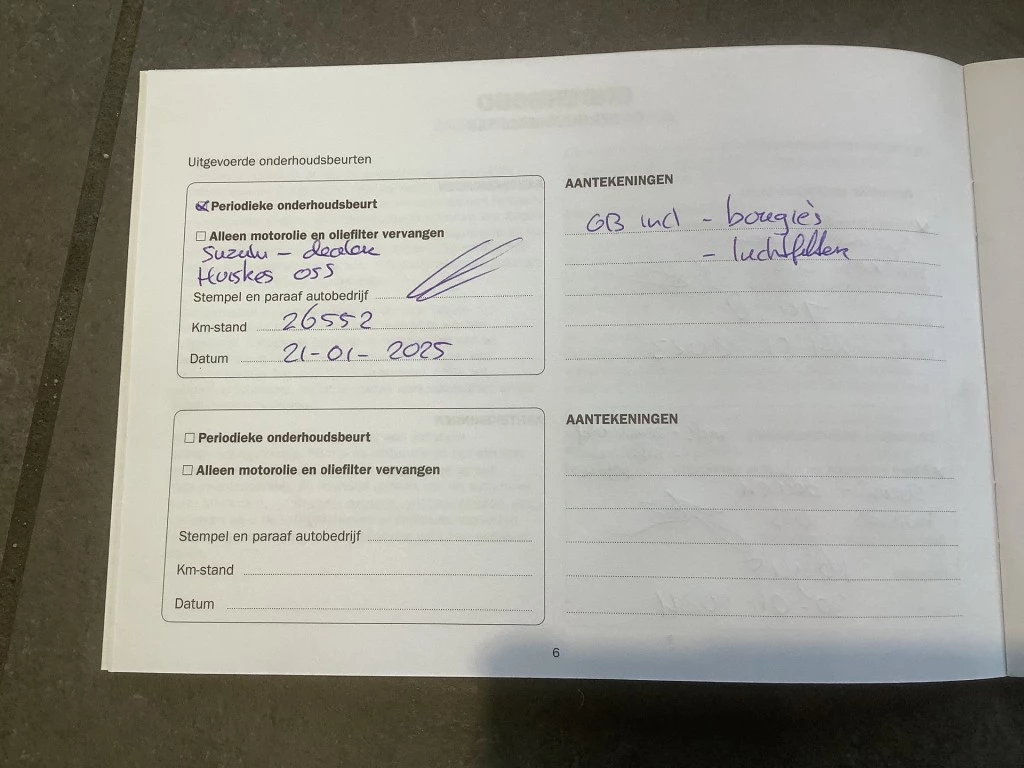 Uitgevoerde onderhoudsbeurten
Periodieke onderhoudsbeurt
Alleen motorolie en oliefilter vervangen
Suzuki - dealer
Huiskes OSS
Stempel en paraaf autobedrijf
Km-stand 26552
Datum 21-01-2025
AANTEKENINGEN
GB incl - bougie's
- luchtfilter
Periodieke onderhoudsbeurt
Alleen motorolie en oliefilter vervangen
Stempel en paraaf autobedrijf
Km-stand
Datum
AANTEKENINGEN
6